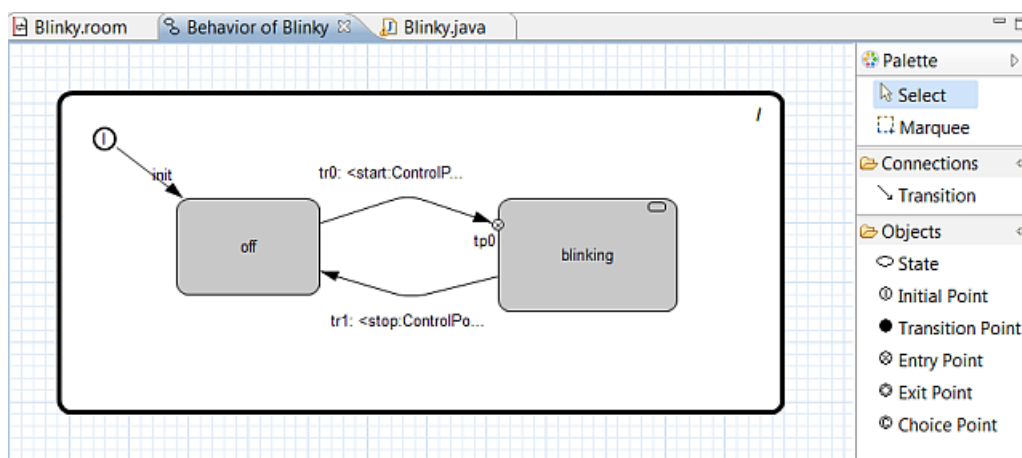 Blinky.room
Behavior of Blinky
Blinky.java
Palette
Select
Marquee
Connections
Transition
Objects
State
Initial Point
Transition Point
Entry Point
Exit Point
Choice Point
/
I
init
tr0: <start:ControlP...
off
tp0
blinking
tr1: <stop:ControlPo...